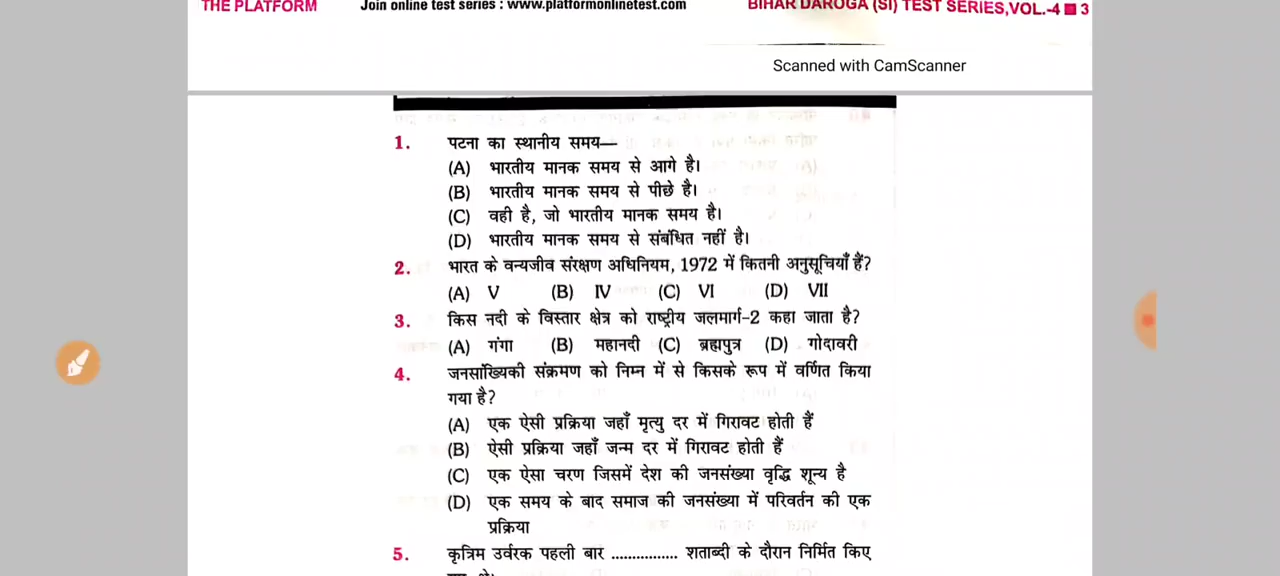 THE PLATFORM Join online test series : www.platformonlinetest.com BIHAR DAROGA (SI) TEST SERIES,VOL.-4 ■ 3
Scanned with CamScanner
1. पटना का स्थानीय समय—
(A) भारतीय मानक समय से आगे है।
(B) भारतीय मानक समय से पीछे है।
(C) वही है, जो भारतीय मानक समय है।
(D) भारतीय मानक समय से संबंधित नहीं है।
2. भारत के वन्यजीव संरक्षण अधिनियम, 1972 में कितनी अनुसूचियाँ हैं?
(A) V (B) IV (C) VI (D) VII
3. किस नदी के विस्तार क्षेत्र को राष्ट्रीय जलमार्ग-2 कहा जाता है?
(A) गंगा (B) महानदी (C) ब्रह्मपुत्र (D) गोदावरी
4. जनसांख्यिकी संक्रमण को निम्न में से किसके रूप में वर्णित किया
गया है?
(A) एक ऐसी प्रक्रिया जहाँ मृत्यु दर में गिरावट होती हैं
(B) ऐसी प्रक्रिया जहाँ जन्म दर में गिरावट होती हैं
(C) एक ऐसा चरण जिसमें देश की जनसंख्या वृद्धि शून्य है
(D) एक समय के बाद समाज की जनसंख्या में परिवर्तन की एक
प्रक्रिया
5. कृत्रिम उर्वरक पहली बार ................ शताब्दी के दौरान निर्मित किए